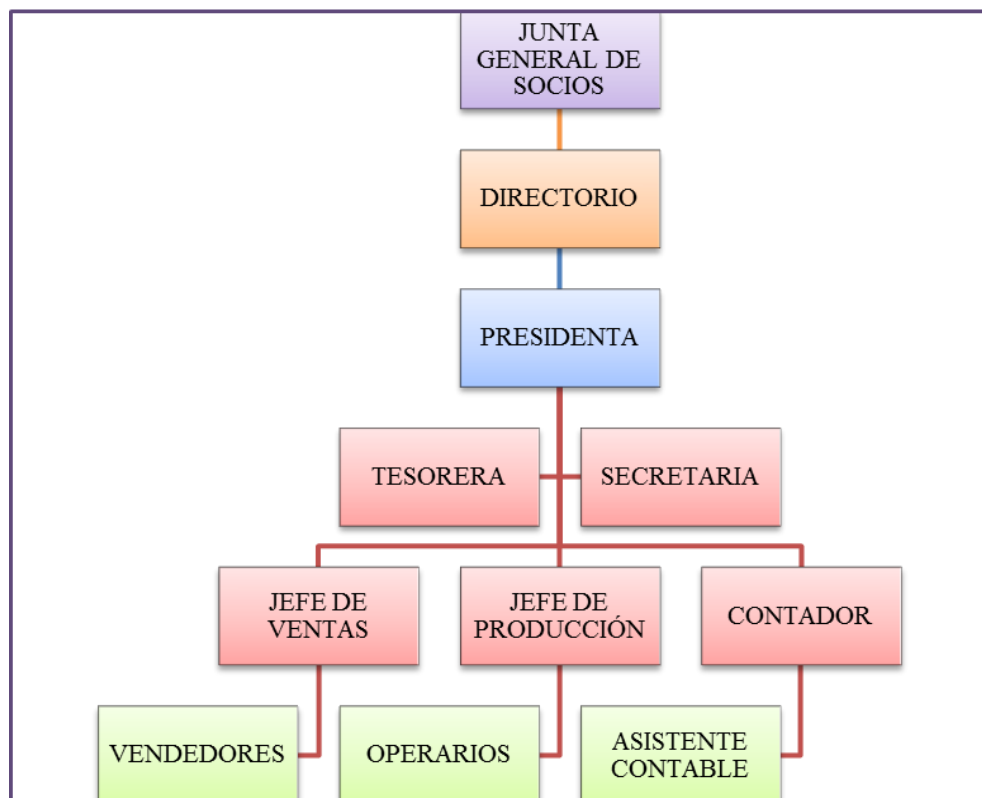 JUNTA
GENERAL DE
SOCIOS
DIRECTORIO
PRESIDENTA
TESORERA
SECRETARIA
JEFE DE
VENTAS
JEFE DE
PRODUCCIÓN
CONTADOR
VENDEDORES
OPERARIOS
ASISTENTE
CONTABLE